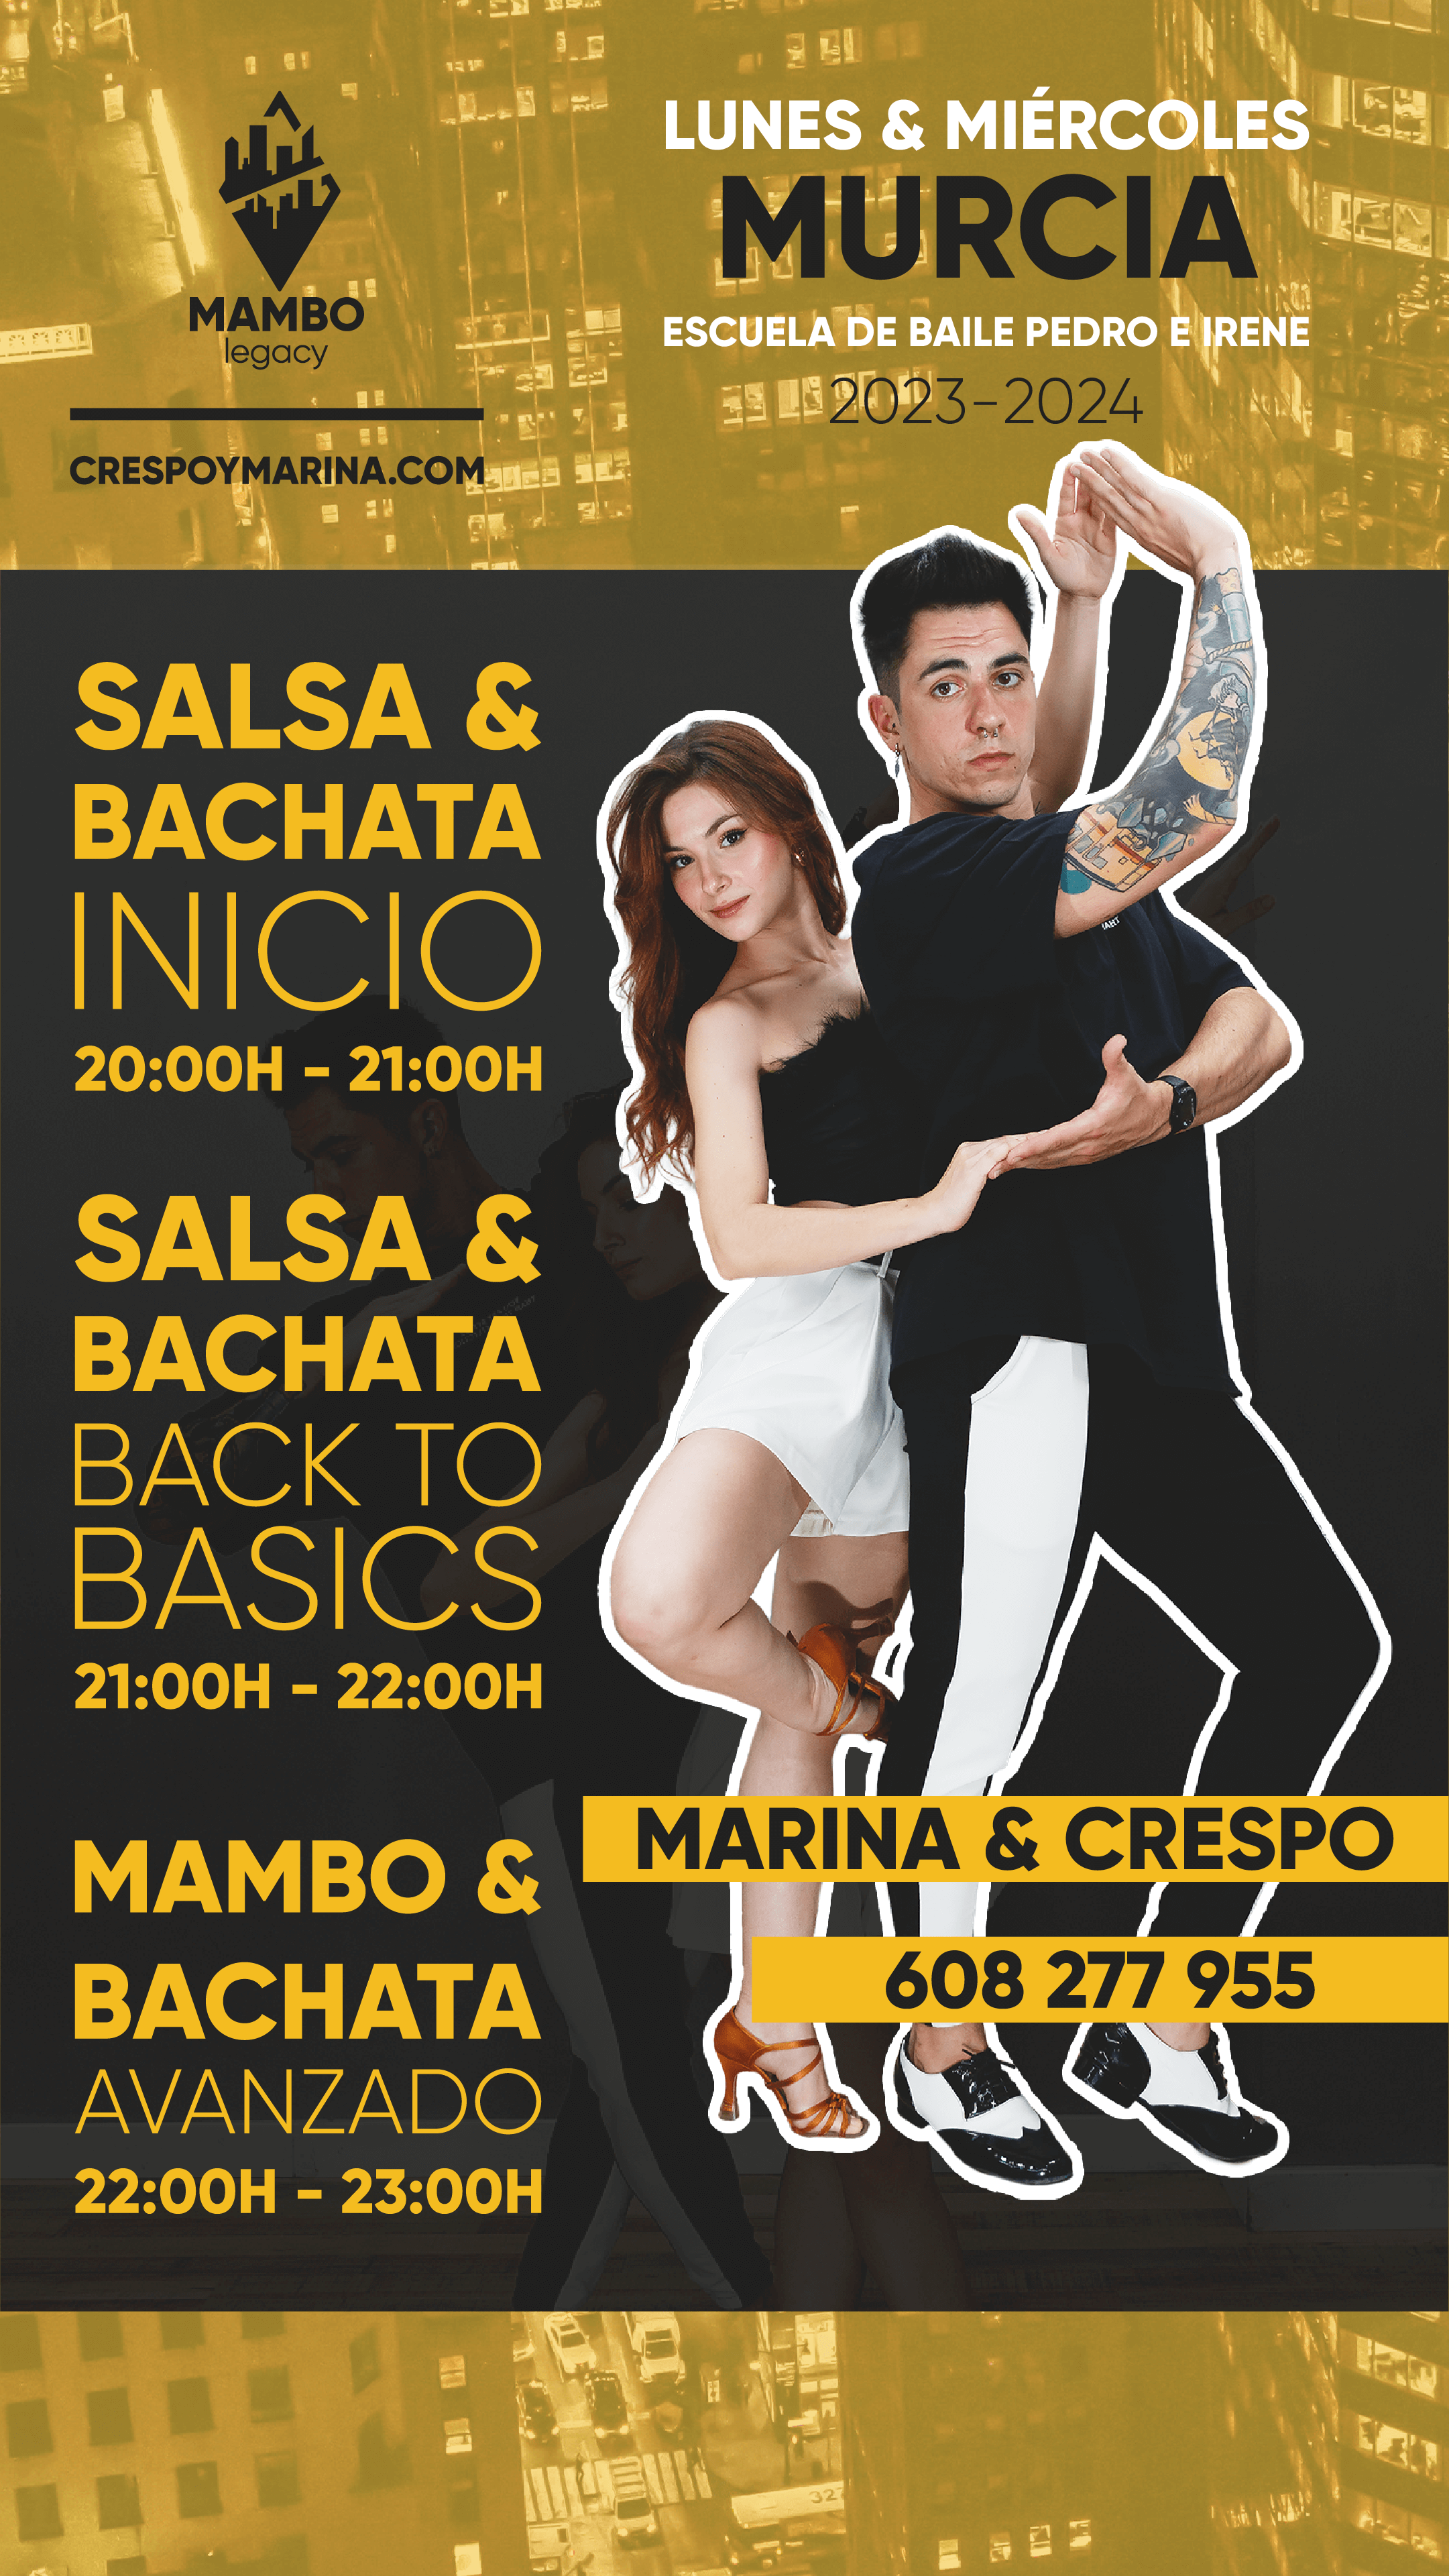 MAMBO
legacy
CRESPOYMARINA.COM
LUNES & MIÉRCOLES
MURCIA
ESCUELA DE BAILE PEDRO E IRENE
2023-2024
SALSA &
BACHATA
INICIO
20:00H - 21:00H
SALSA &
BACHATA
BACK TO
BASICS
21:00H - 22:00H
MAMBO &
BACHATA
AVANZADO
22:00H - 23:00H
MARINA & CRESPO
608 277 955